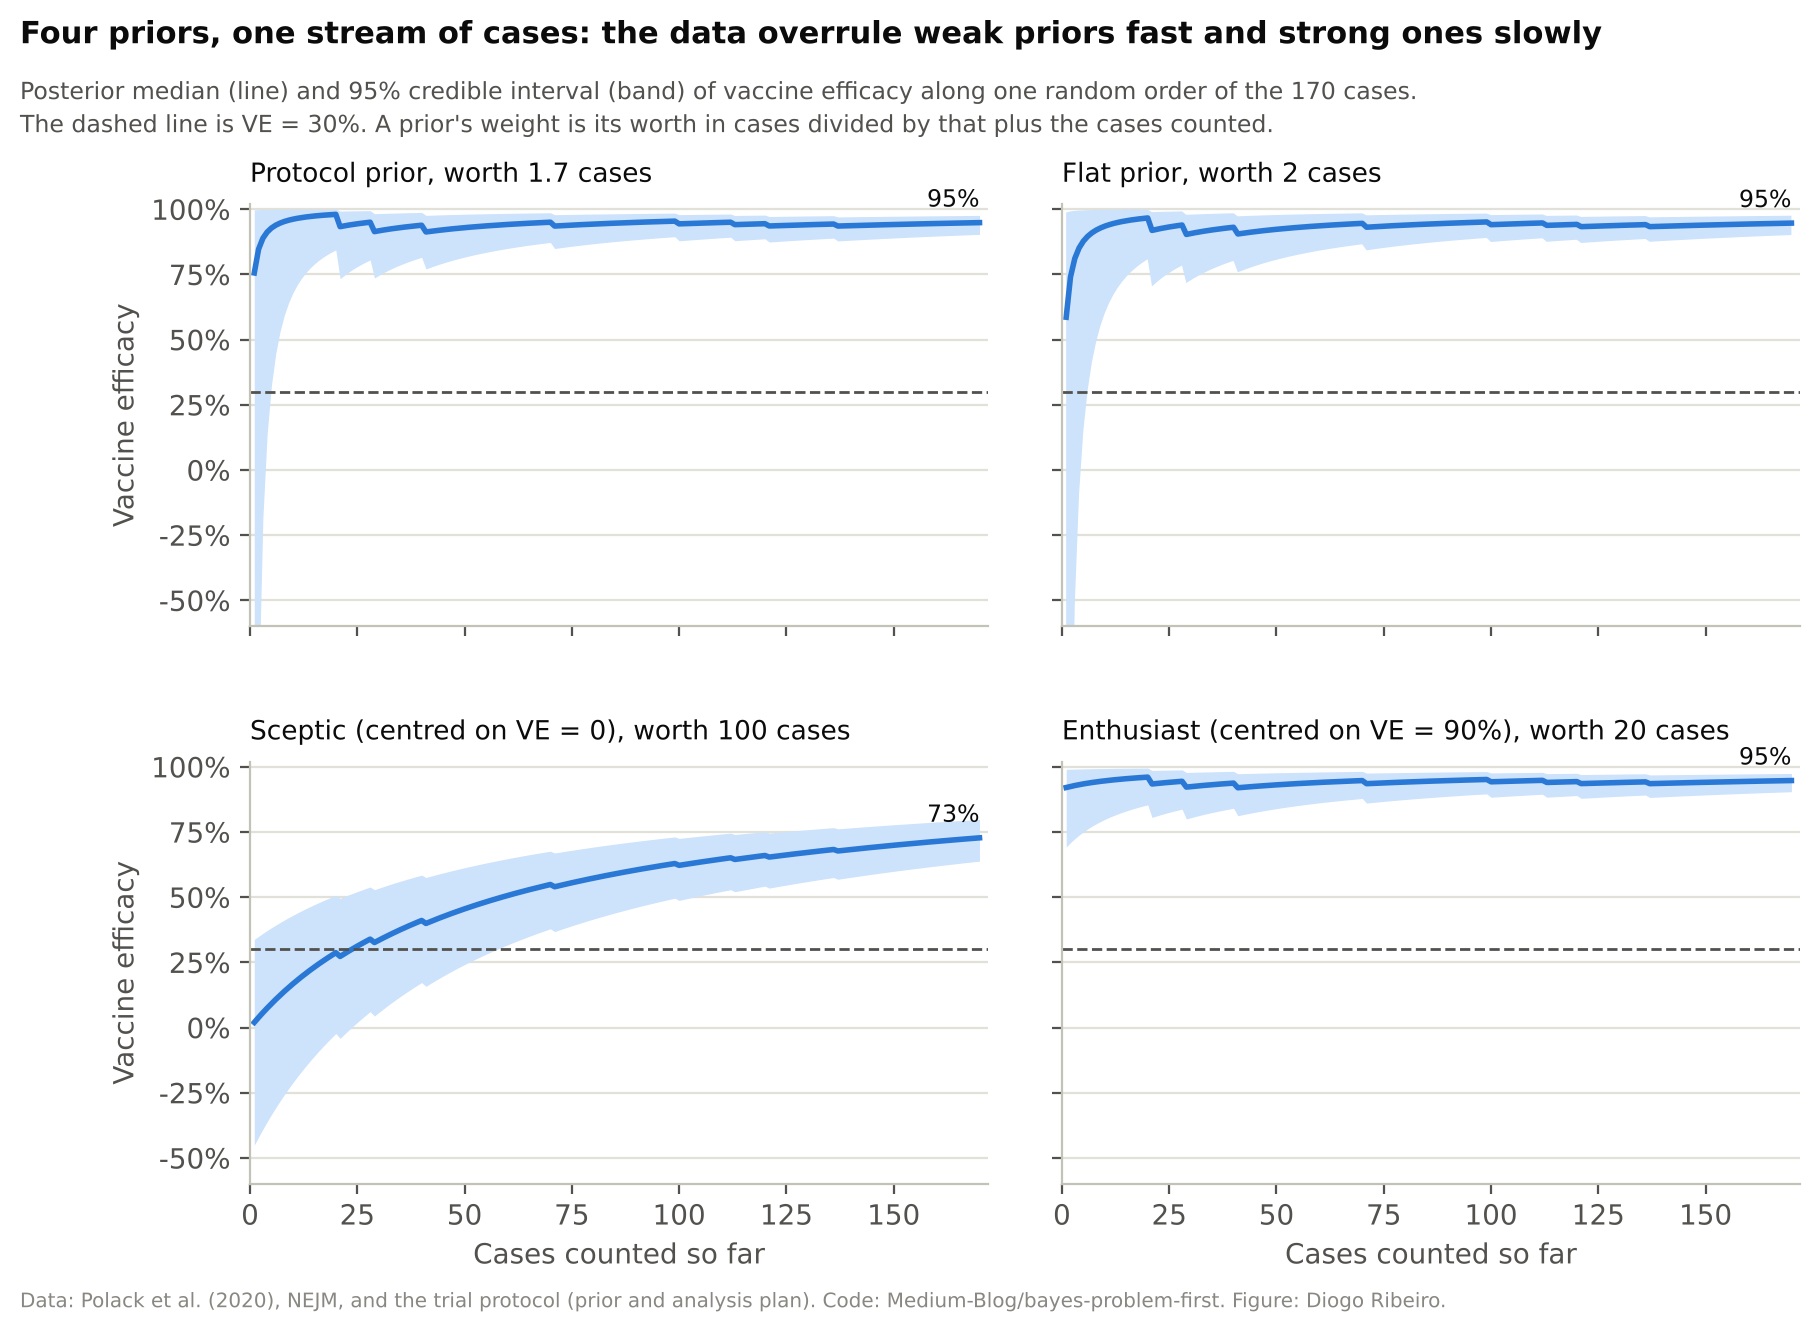 Four priors, one stream of cases: the data overrule weak priors fast and strong ones slowly
Posterior median (line) and 95% credible interval (band) of vaccine efficacy along one random order of the 170 cases.
The dashed line is VE = 30%. A prior's weight is its worth in cases divided by that plus the cases counted.
Protocol prior, worth 1.7 cases
95%
100%
75%
50%
25%
0%
-25%
-50%
Vaccine efficacy
Flat prior, worth 2 cases
95%
Sceptic (centred on VE = 0), worth 100 cases
73%
100%
75%
50%
25%
0%
-25%
-50%
Vaccine efficacy
0 25 50 75 100 125 150
Cases counted so far
Enthusiast (centred on VE = 90%), worth 20 cases
95%
0 25 50 75 100 125 150
Cases counted so far
Data: Polack et al. (2020), NEJM, and the trial protocol (prior and analysis plan). Code: Medium-Blog/bayes-problem-first. Figure: Diogo Ribeiro.